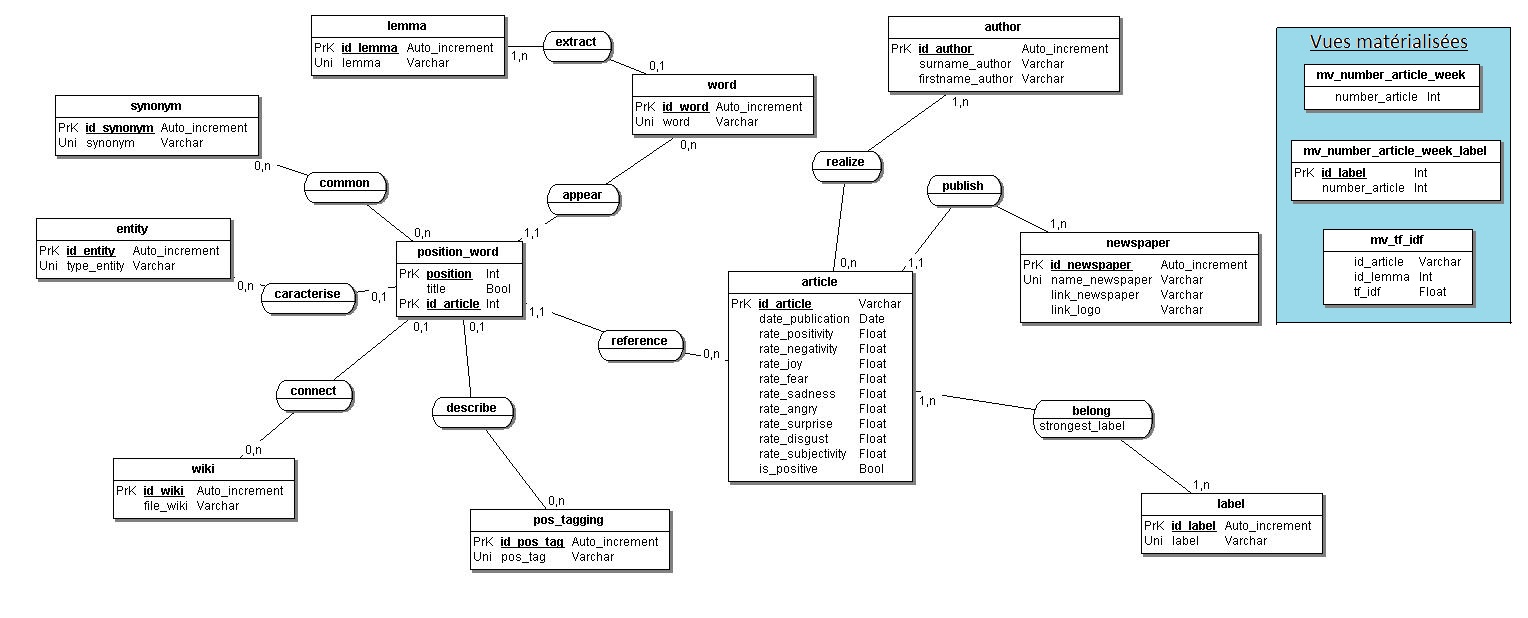 lemma
PrK id_lemma Auto_increment
Uni lemma Varchar
extract
1,n
0,1
author
PrK id_author Auto_increment
surname_author Varchar
firstname_author Varchar
1,n
Vues matérialisées
mv_number_article_week
number_article Int
mv_number_article_week_label
PrK id_label Int
number_article Int
mv_tf_idf
id_article Varchar
id_lemma Int
tf_idf Float
word
PrK id_word Auto_increment
Uni word Varchar
0,n
synonym
PrK id_synonym Auto_increment
Uni synonym Varchar
0,n
common
0,n
appear
1,1
realize
0,n
publish
1,1
1,n
entity
PrK id_entity Auto_increment
Uni type_entity Varchar
0,n
caracterise
0,1
position_word
PrK position Int
title Bool
PrK id_article Int
0,1
0,1
1,1
reference
0,n
newspaper
PrK id_newspaper Auto_increment
Uni name_newspaper Varchar
link_newspaper Varchar
link_logo Varchar
article
PrK id_article Varchar
date_publication Date
rate_positivity Float
rate_negativity Float
rate_joy Float
rate_fear Float
rate_sadness Float
rate_angry Float
rate_surprise Float
rate_disgust Float
rate_subjectivity Float
is_positive Bool
1,n
connect
0,n
describe
0,n
belong
strongest_label
1,n
wiki
PrK id_wiki Auto_increment
file_wiki Varchar
pos_tagging
PrK id_pos_tag Auto_increment
Uni pos_tag Varchar
label
PrK id_label Auto_increment
Uni label Varchar